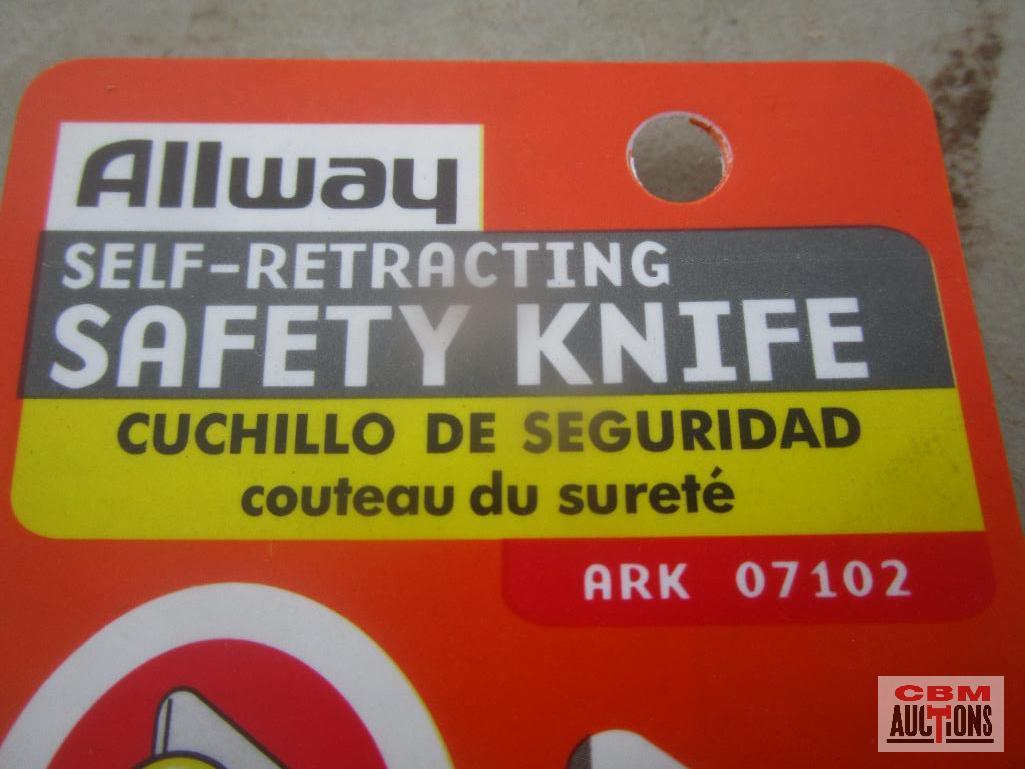 Allway
SELF-RETRACTING
SAFETY KNIFE
CUCHILLO DE SEGURIDAD
couteau du sureté
ARK 07102
CBM
AUCTIONS